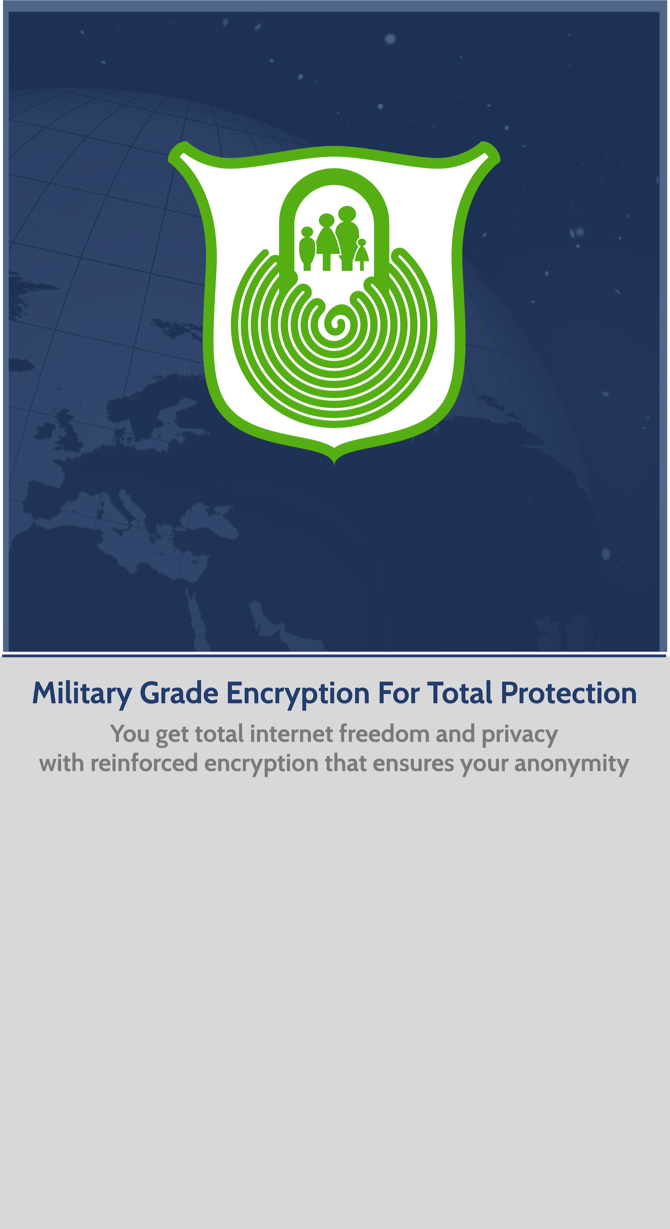 Military Grade Encryption For Total Protection
You get total internet freedom and privacy
with reinforced encryption that ensures your anonymity